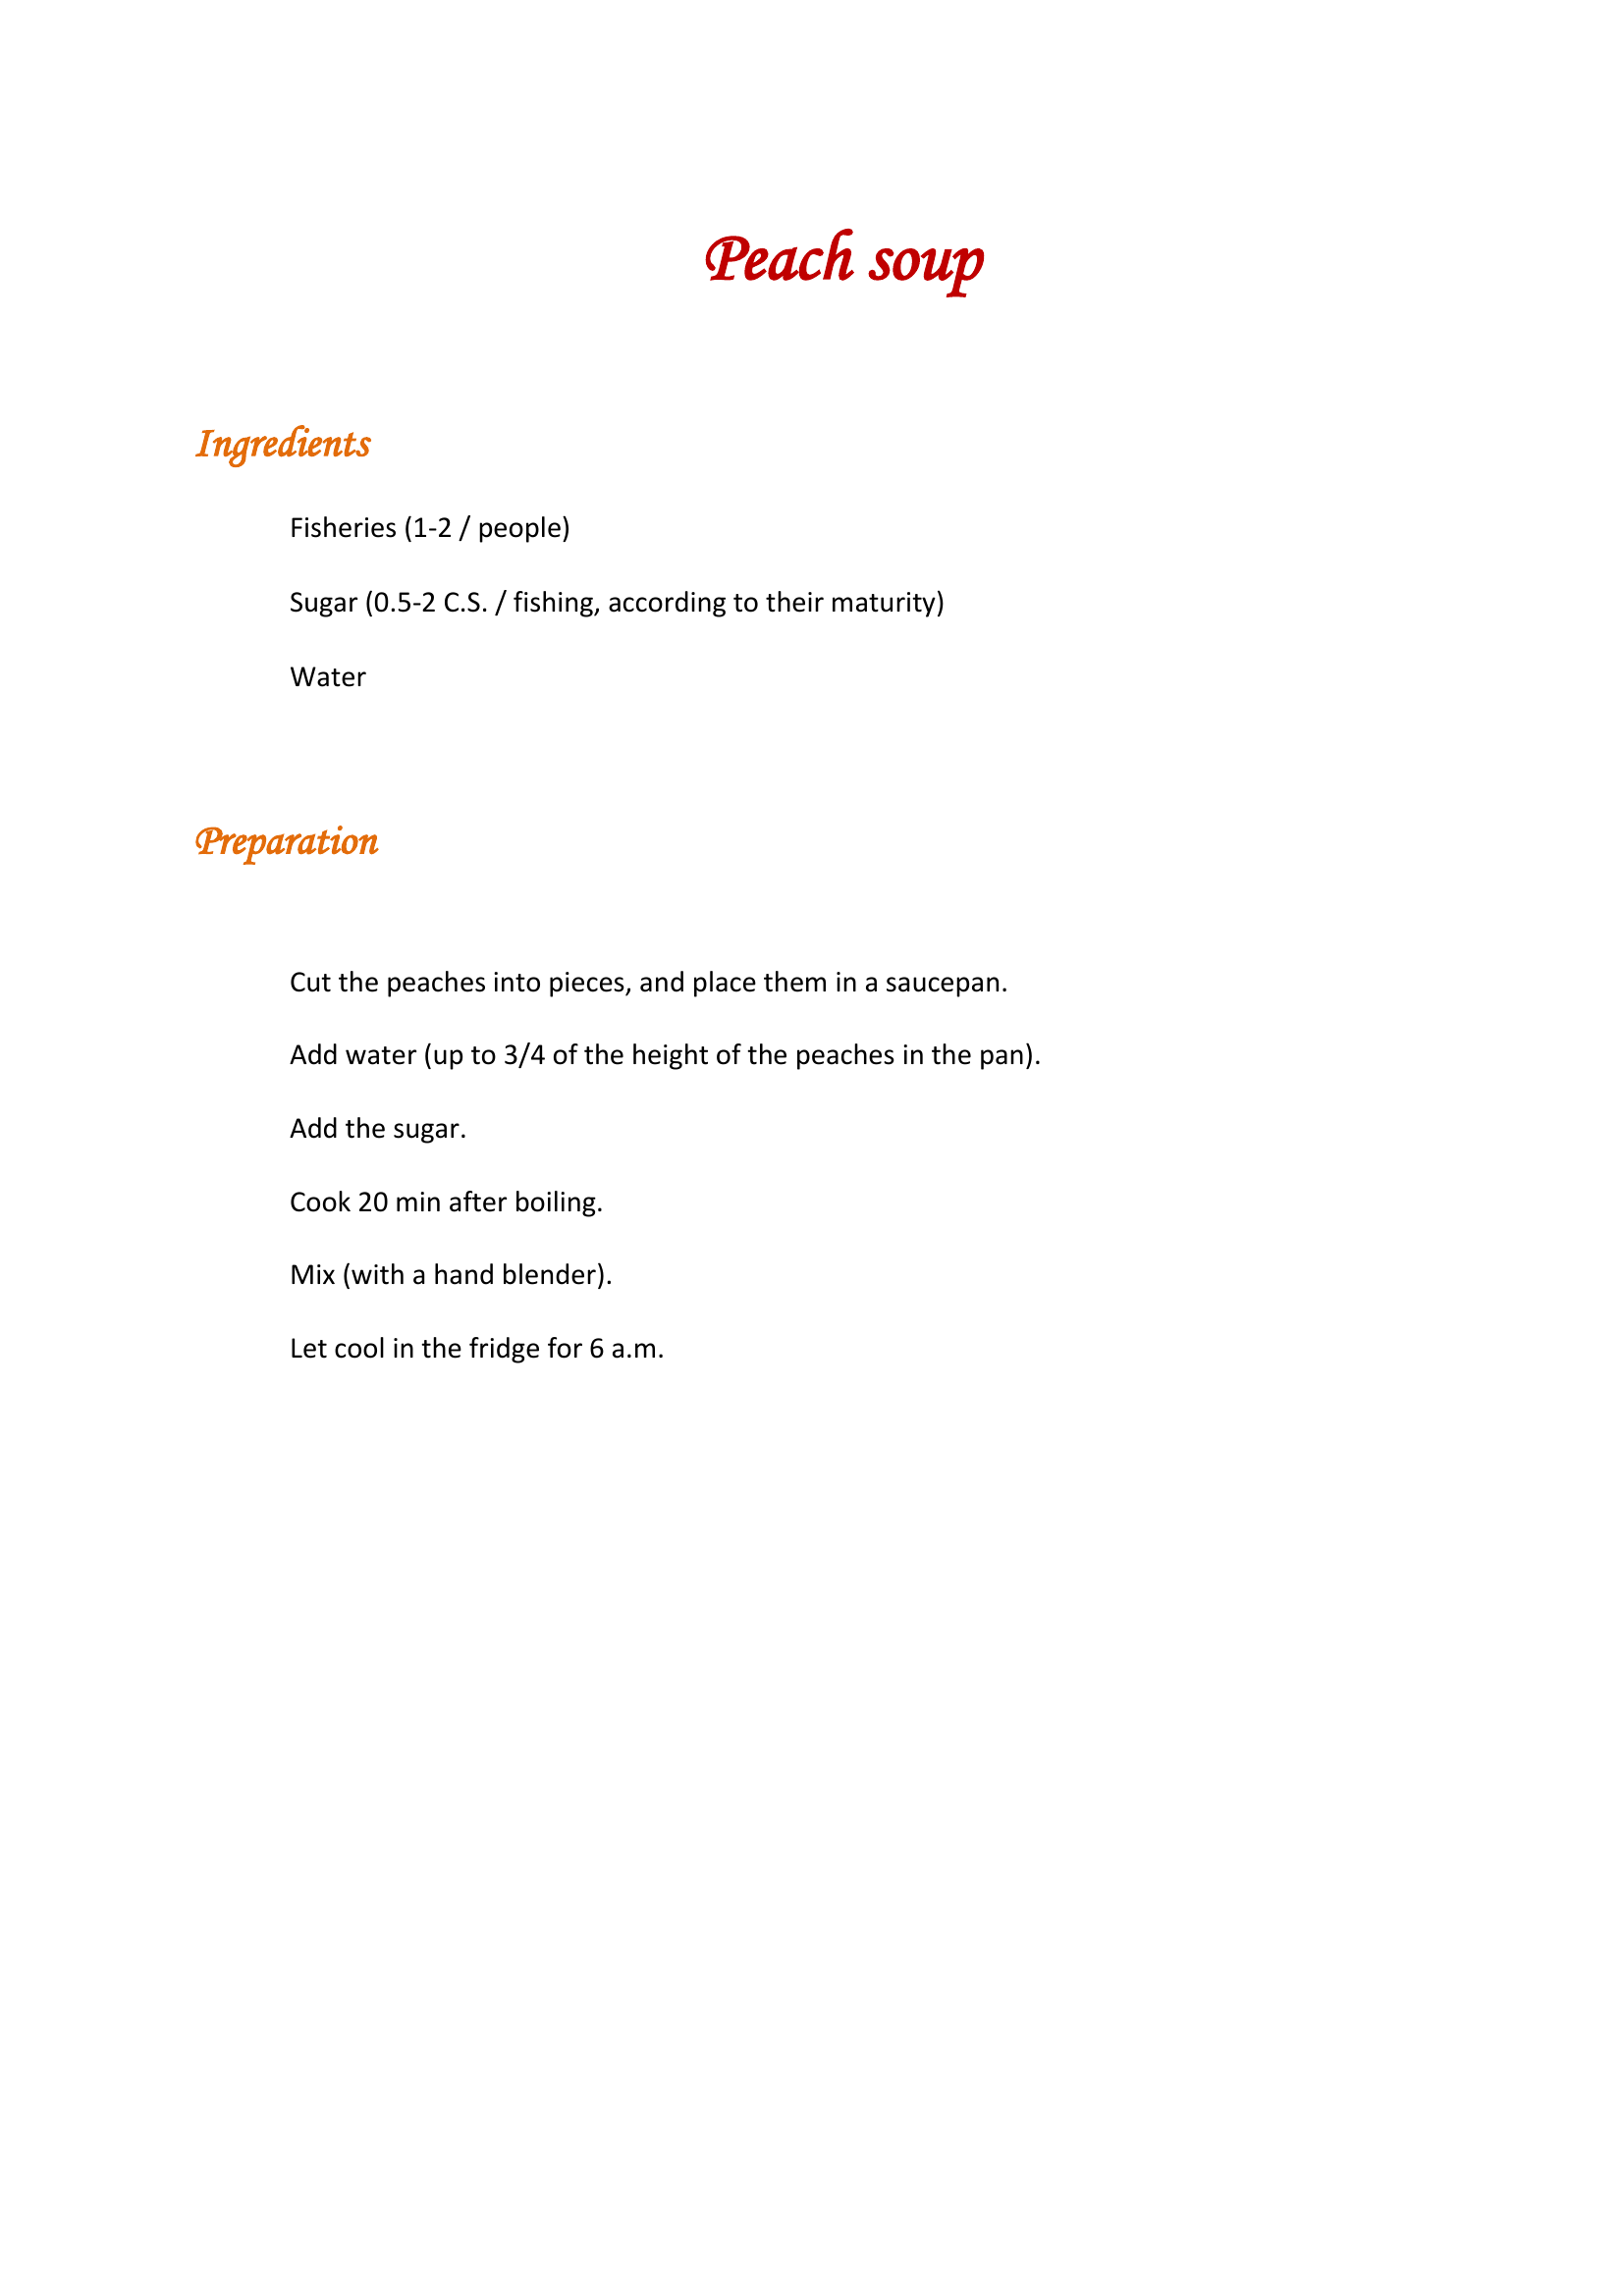 Peach soup
Ingredients
Fisheries (1-2 / people)
Sugar (0.5-2 C.S. / fishing, according to their maturity)
Water
Preparation
Cut the peaches into pieces, and place them in a saucepan.
Add water (up to 3/4 of the height of the peaches in the pan).
Add the sugar.
Cook 20 min after boiling.
Mix (with a hand blender).
Let cool in the fridge for 6 a.m.